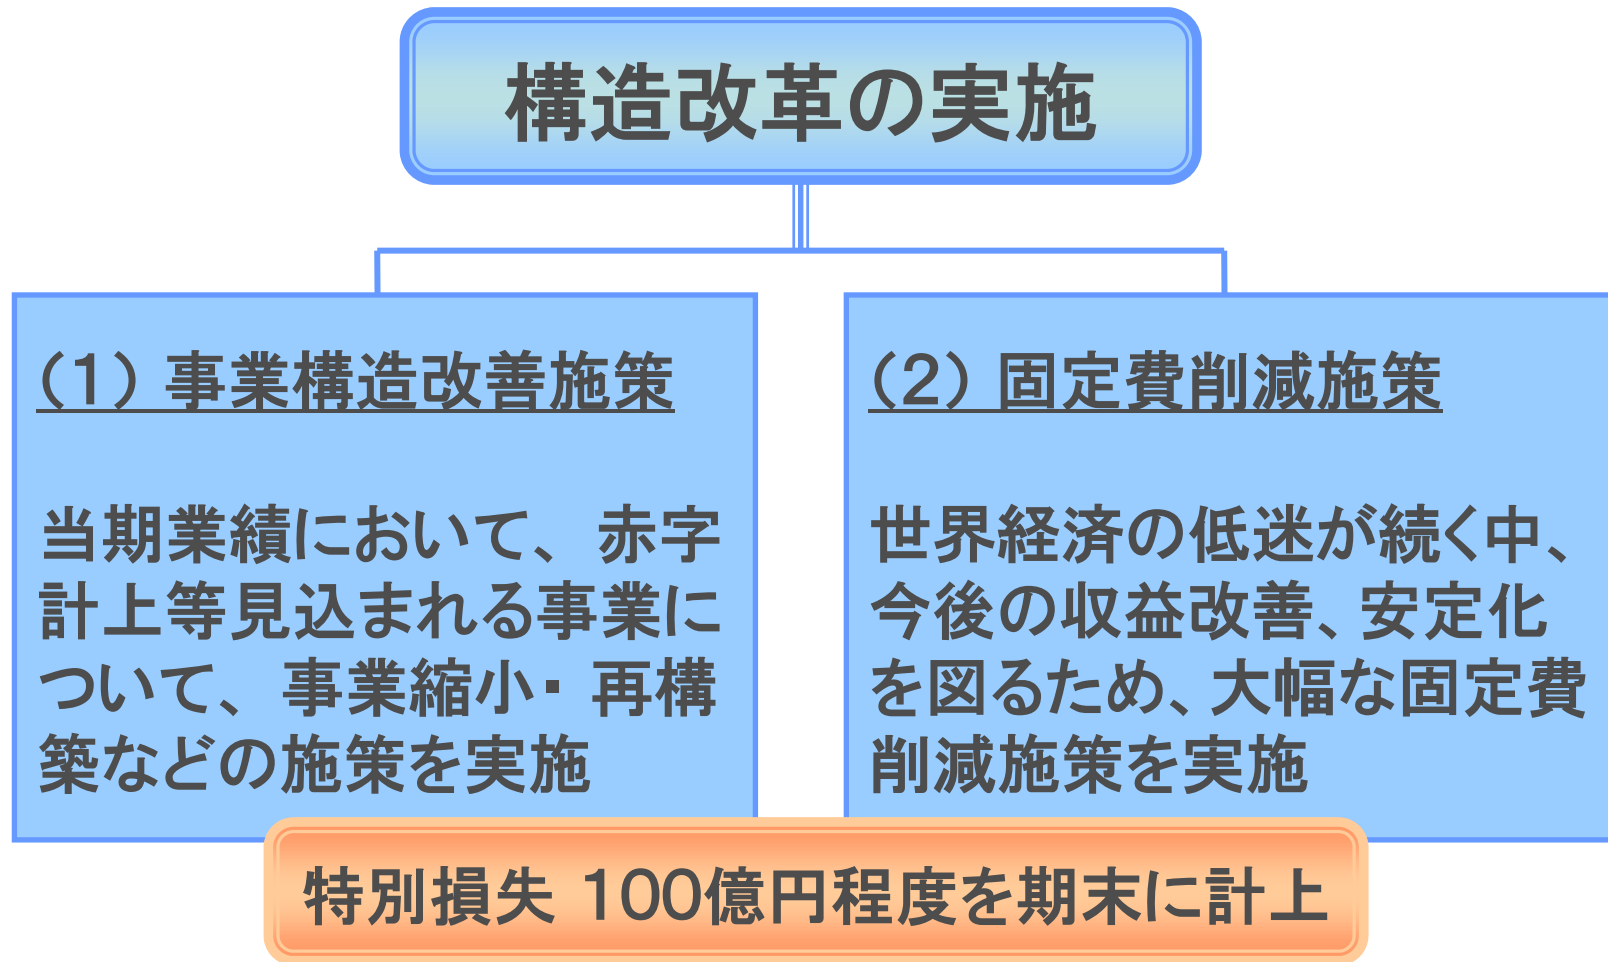 構造改革の実施
（1）事業構造改善施策
当期業績において、赤字
計上等見込まれる事業に
ついて、事業縮小・再構
築などの施策を実施
（2）固定費削減施策
世界経済の低迷が続く中、
今後の収益改善、安定化
を図るため、大幅な固定費
削減施策を実施
特別損失 100億円程度を期末に計上